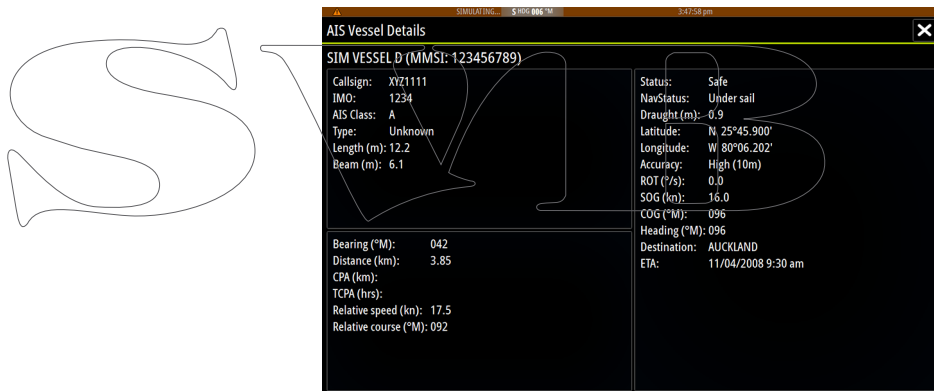 SIMULATING... S HDG 006 °M 3:47:58 pm
AIS Vessel Details
SIM VESSEL D (MMSI: 123456789)
Callsign: XYZ1111
IMO: 1234
AIS Class: A
Type: Unknown
Length (m): 12.2
Beam (m): 6.1
Bearing (°M): 042
Distance (km): 3.85
CPA (km):
TCPA (hrs):
Relative speed (kn): 17.5
Relative course (°M): 092
Status: Safe
NavStatus: Under sail
Draught (m): 0.9
Latitude: N 25°45.900'
Longitude: W 80°06.202'
Accuracy: High (10m)
ROT (°/s): 0.0
SOG (kn): 16.0
COG (°M): 096
Heading (°M): 096
Destination: AUCKLAND
ETA: 11/04/2008 9:30 am